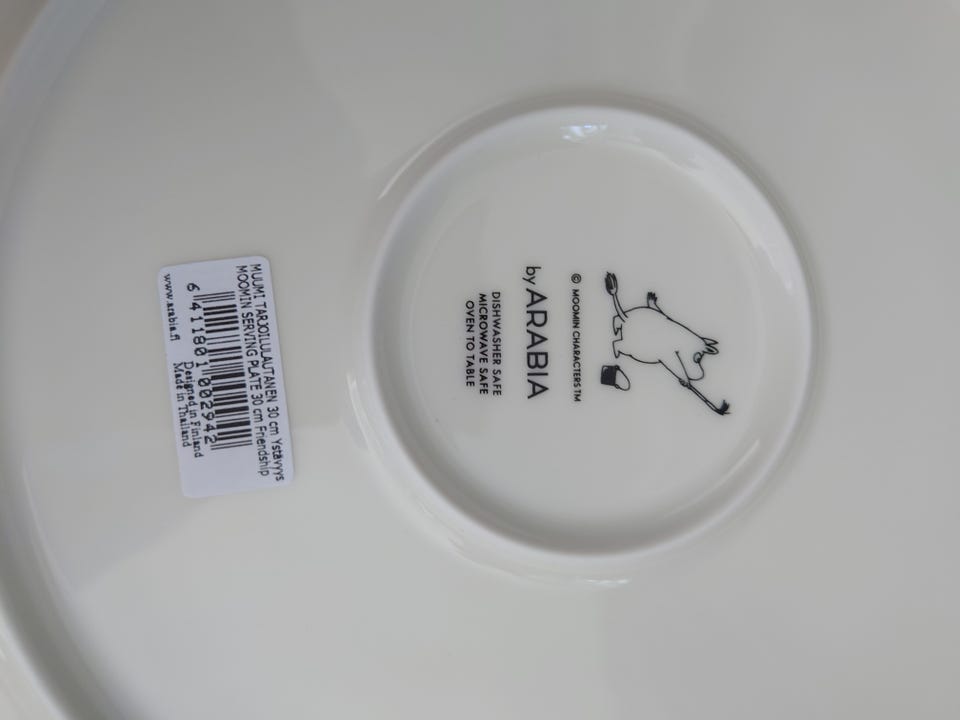 MUUMI TARJOILULAUTANEN 30 cm Ystävyys
MOOMIN SERVING PLATE 30 cm Friendship
6 411801 002942
Designed in Finland
www.arabia.fi Made in Thailand
© MOOMIN CHARACTERS TM
by ARABIA
DISHWASHER SAFE
MICROWAVE SAFE
OVEN TO TABLE